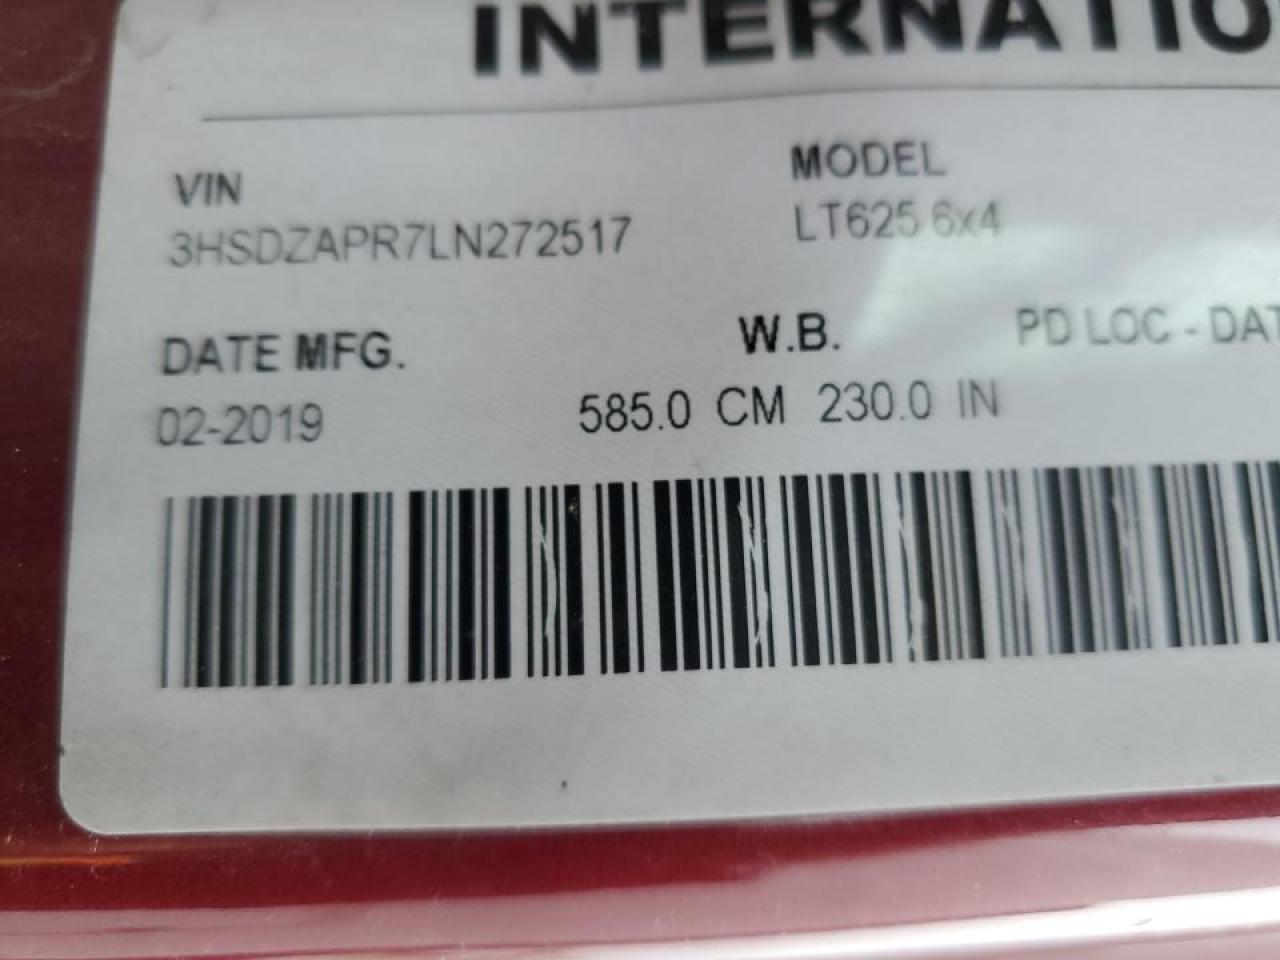 INTERNATIO
VIN
3HSDZAPR7LN272517
MODEL
LT625 6x4
DATE MFG.
02-2019
W.B.
585.0 CM 230.0 IN
PD LOC - DAT